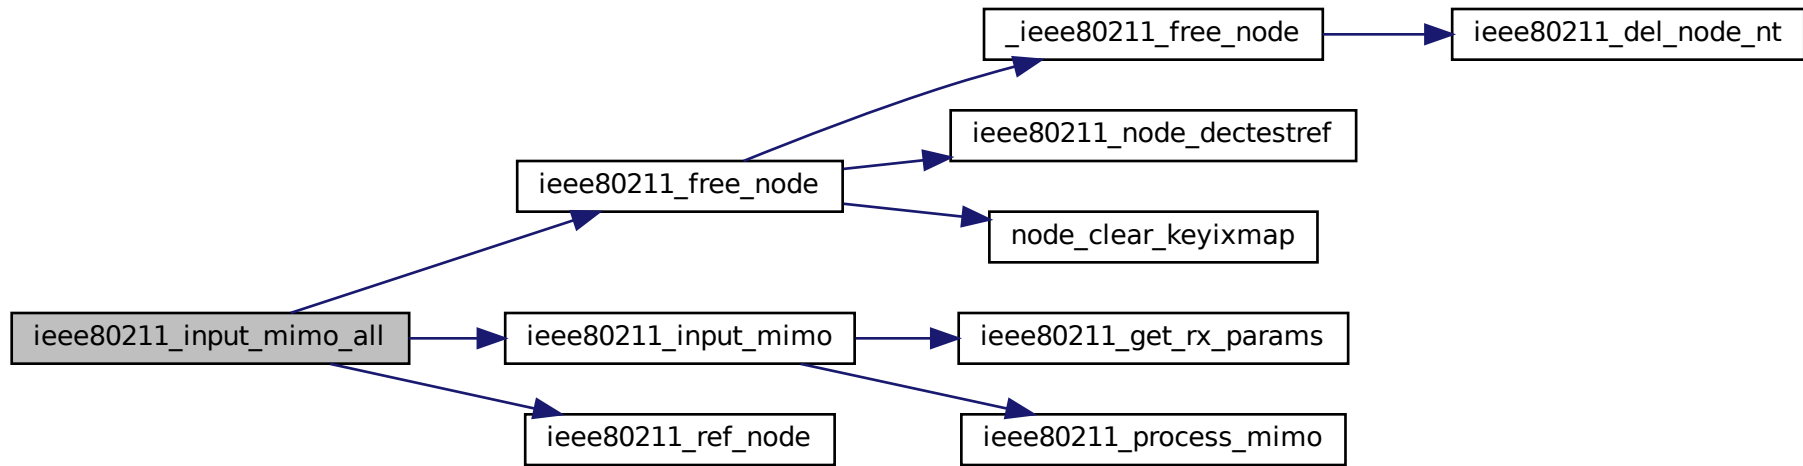 _ieee80211_free_node
ieee80211_del_node_nt
ieee80211_node_dectestref
ieee80211_free_node
node_clear_keyixmap
ieee80211_input_mimo_all
ieee80211_input_mimo
ieee80211_get_rx_params
ieee80211_ref_node
ieee80211_process_mimo